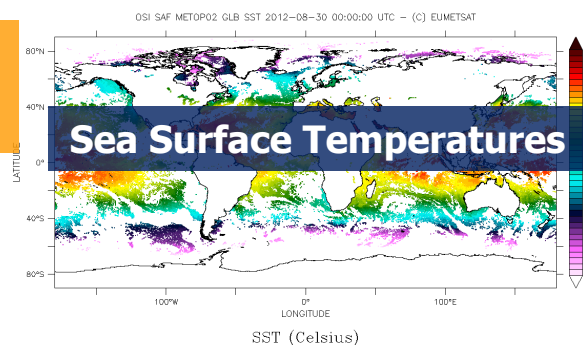 OSI SAF METOP02 GLB SST 2012-08-30 00:00:00 UTC - (C) EUMETSAT
80°N
40°N
Sea Surface Temperatures
0°
LATITUDE
40°S
80°S
100°W
0°
100°E
LONGITUDE
SST (Celsius)